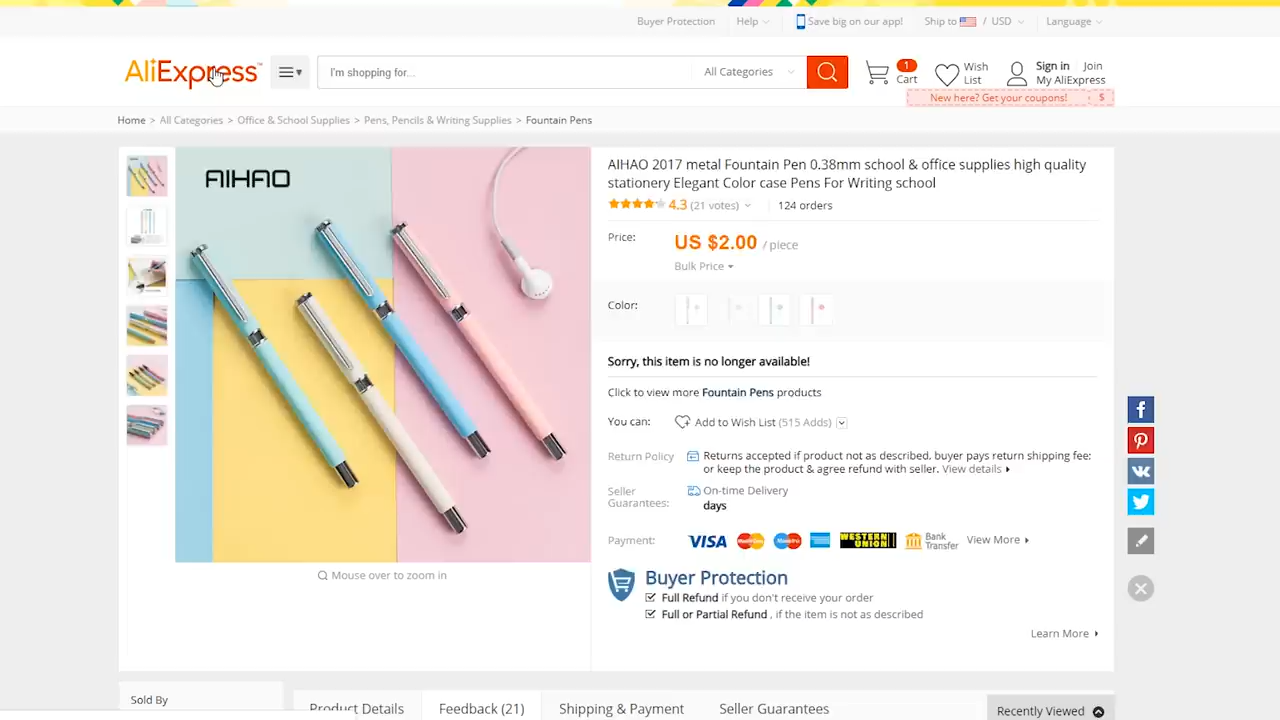 Buyer Protection Help Save big on our app! Ship to / USD Language
AliExpress™
I'm shopping for... All Categories
1
Cart
Wish
List
Sign in Join
My AliExpress
New here? Get your coupons! $
Home > All Categories > Office & School Supplies > Pens, Pencils & Writing Supplies > Fountain Pens
AIHAO
AIHAO 2017 metal Fountain Pen 0.38mm school & office supplies high quality
stationery Elegant Color case Pens For Writing school
4.3 (21 votes) 124 orders
Price: US $2.00 / piece
Bulk Price
Color:
Sorry, this item is no longer available!
Click to view more Fountain Pens products
You can: Add to Wish List (515 Adds)
Return Policy Returns accepted if product not as described, buyer pays return shipping fee;
or keep the product & agree refund with seller. View details
Seller
Guarantees:
On-time Delivery
days
Payment: VISA MasterCard Maestro WESTERN UNION Bank Transfer View More
Buyer Protection
Full Refund if you don't receive your order
Full or Partial Refund , if the item is not as described
Learn More
Mouse over to zoom in
Sold By
Product Details Feedback (21) Shipping & Payment Seller Guarantees
Recently Viewed